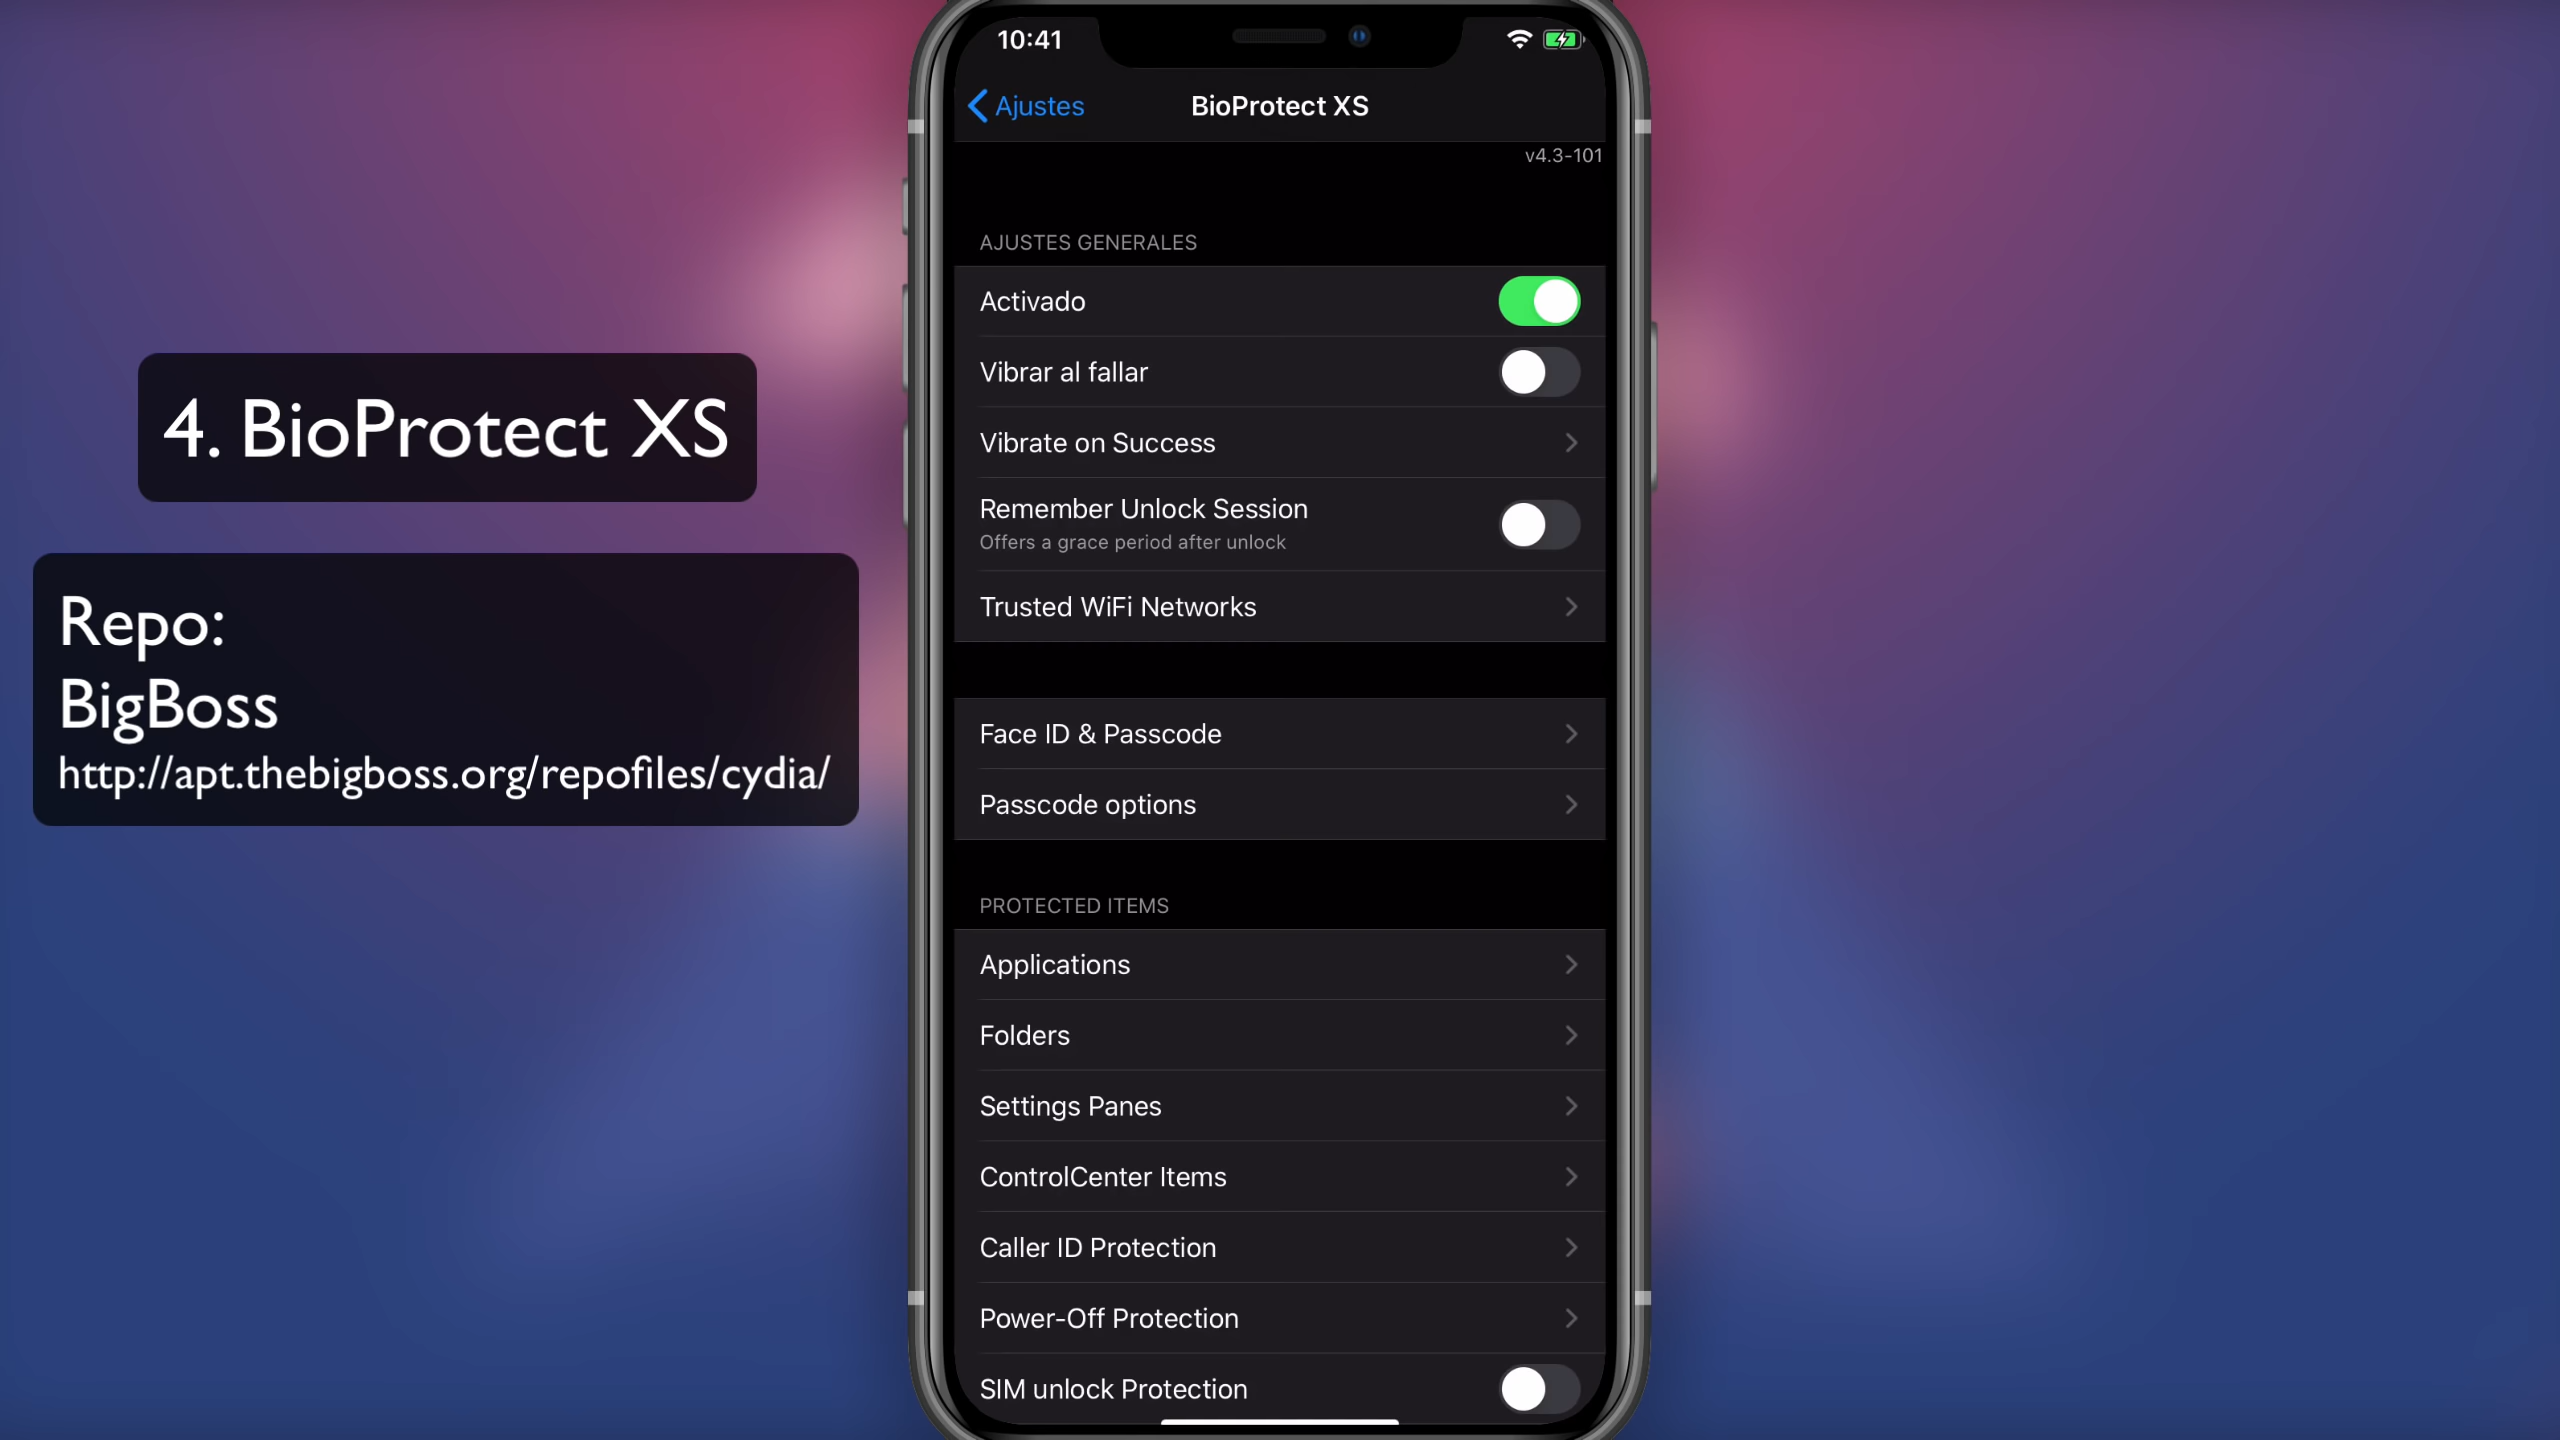 4. BioProtect XS
Repo:
BigBoss
http://apt.thebigboss.org/repofiles/cydia/
10:41
Ajustes
BioProtect XS
v4.3-101
AJUSTES GENERALES
Activado
Vibrar al fallar
Vibrate on Success
Remember Unlock Session
Offers a grace period after unlock
Trusted WiFi Networks
Face ID & Passcode
Passcode options
PROTECTED ITEMS
Applications
Folders
Settings Panes
ControlCenter Items
Caller ID Protection
Power-Off Protection
SIM unlock Protection